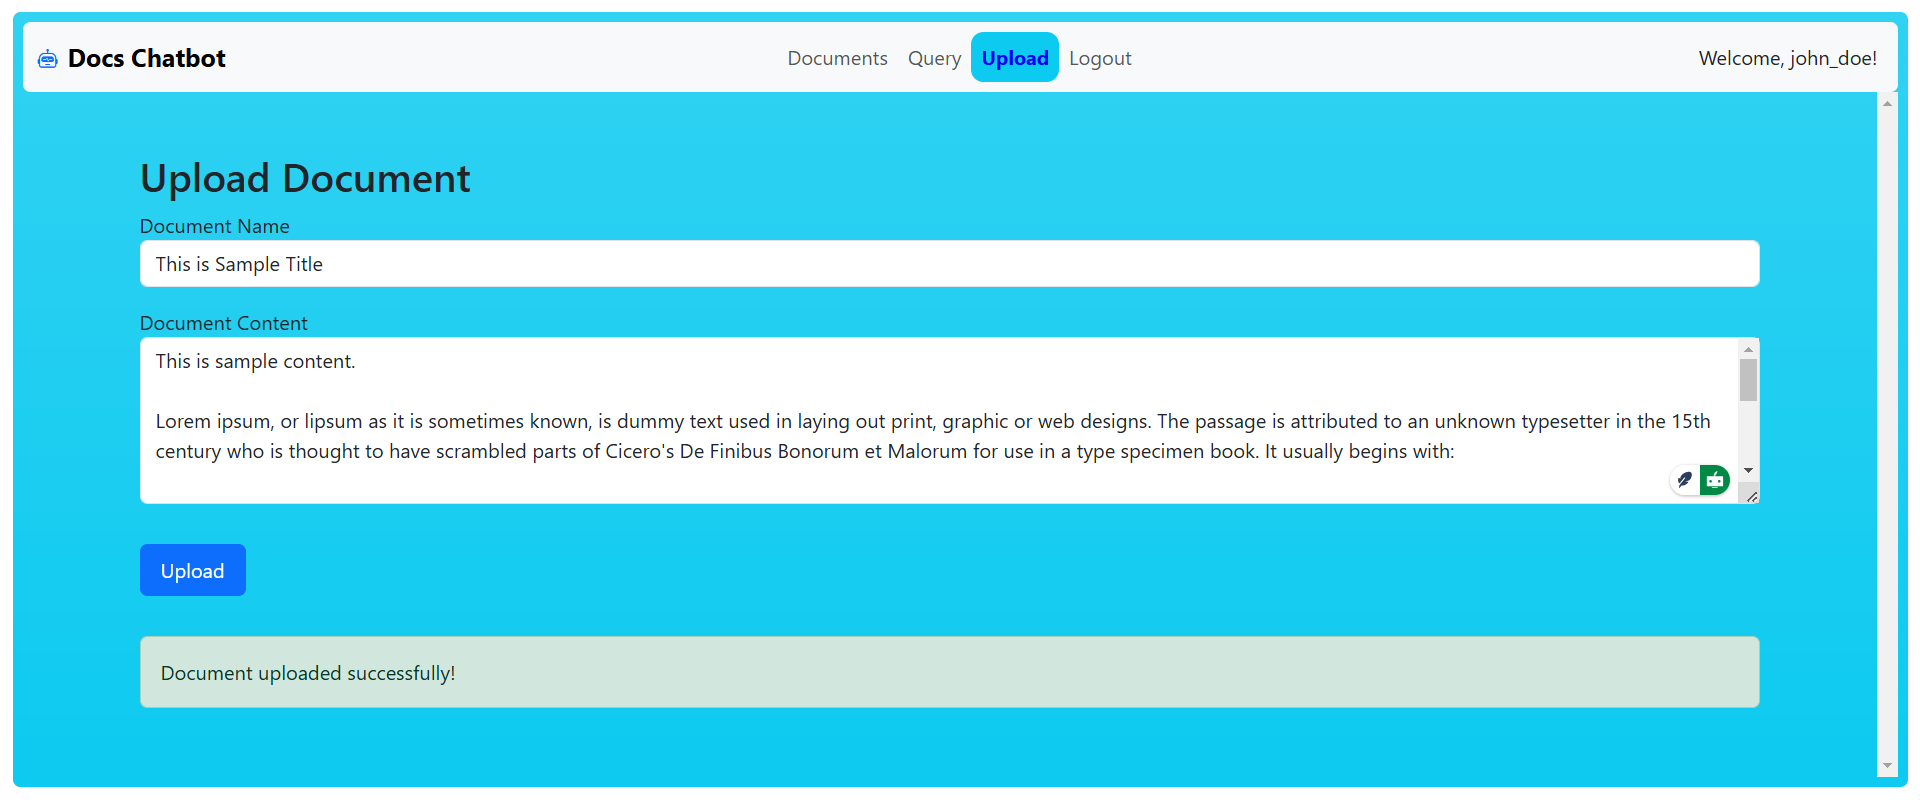 Docs Chatbot
Documents Query Upload Logout
Welcome, john_doe!
Upload Document
Document Name
This is Sample Title
Document Content
This is sample content.
Lorem ipsum, or lipsum as it is sometimes known, is dummy text used in laying out print, graphic or web designs. The passage is attributed to an unknown typesetter in the 15th
century who is thought to have scrambled parts of Cicero's De Finibus Bonorum et Malorum for use in a type specimen book. It usually begins with:
Upload
Document uploaded successfully!